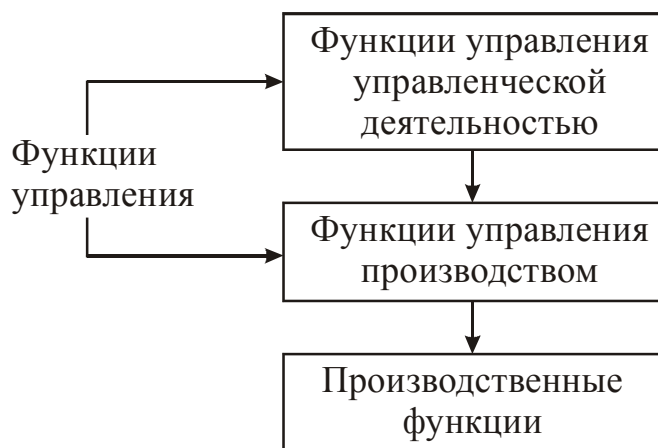 Функции управления
управленческой
деятельностью
Функции
управления
Функции управления
производством
Производственные
функции